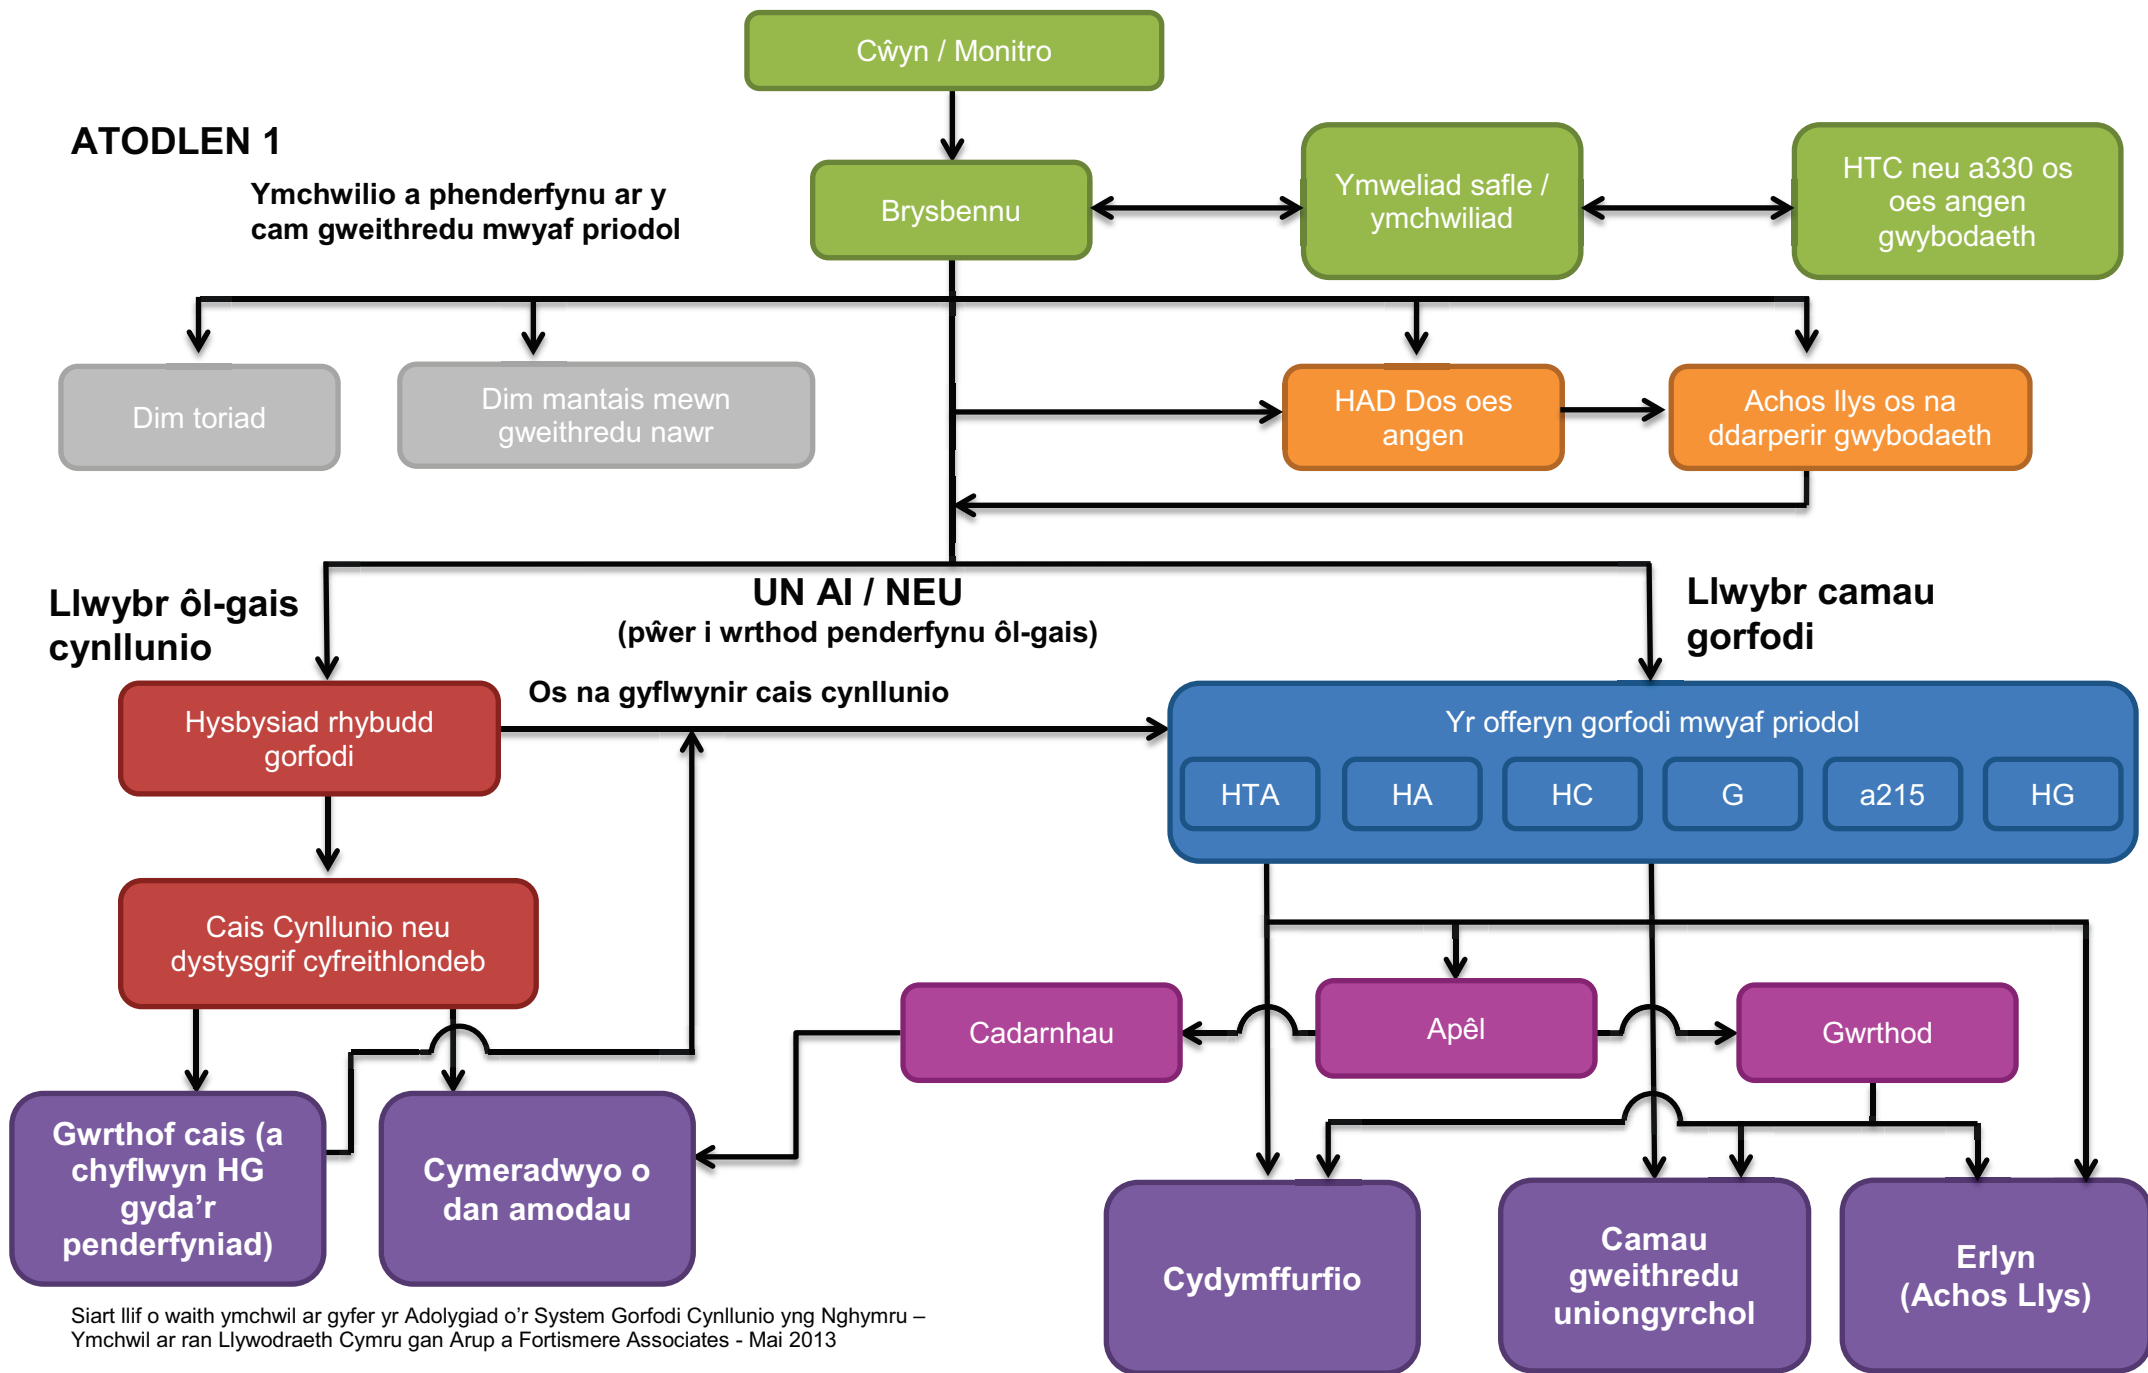 Cŵyn / Monitro
ATODLEN 1
Ymchwilio a phenderfynu ar y
cam gweithredu mwyaf priodol
Brysbennu
Ymweliad safle /
ymchwiliad
HTC neu a330 os
oes angen
gwybodaeth
Dim toriad
Dim mantais mewn
gweithredu nawr
HAD Dos oes
angen
Achos llys os na
ddarperir gwybodaeth
Llwybr ôl-gais
cynllunio
UN AI / NEU
(pŵer i wrthod penderfynu ôl-gais)
Llwybr camau
gorfodi
Hysbysiad rhybudd
gorfodi
Os na gyflwynir cais cynllunio
Yr offeryn gorfodi mwyaf priodol
HTA
HA
HC
G
a215
HG
Cais Cynllunio neu
dystysgrif cyfreithlondeb
Cadarnhau
Apêl
Gwrthod
Gwrthof cais (a
chyflwyn HG
gyda’r
penderfyniad)
Cymeradwyo o
dan amodau
Cydymffurfio
Camau
gweithredu
uniongyrchol
Erlyn
(Achos Llys)
Siart llif o waith ymchwil ar gyfer yr Adolygiad o’r System Gorfodi Cynllunio yng Nghymru –
Ymchwil ar ran Llywodraeth Cymru gan Arup a Fortismere Associates - Mai 2013